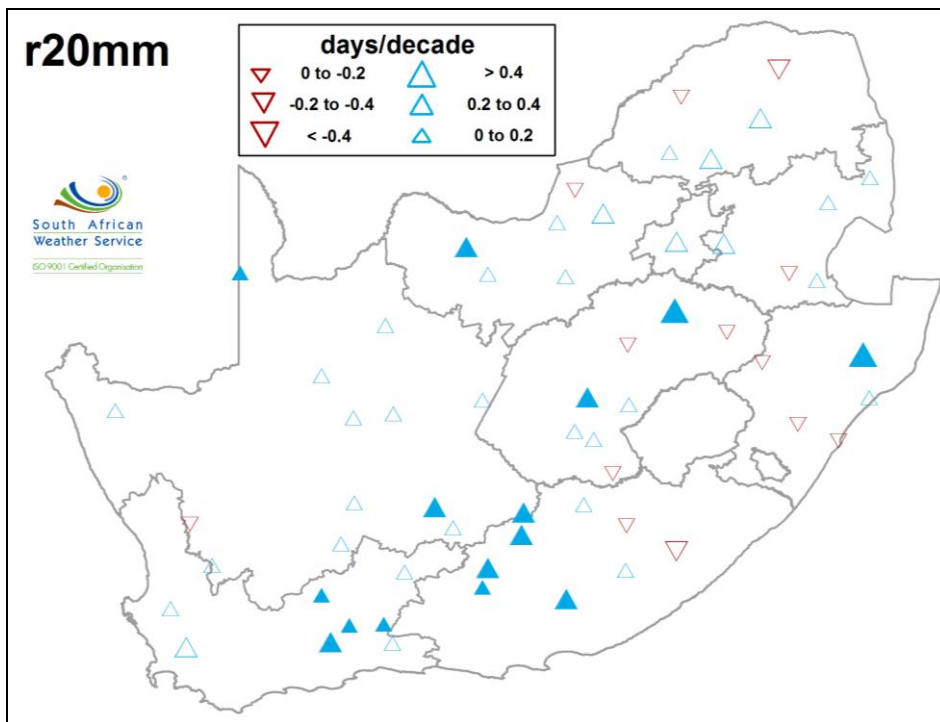 r20mm
days/decade
0 to -0.2
> 0.4
-0.2 to -0.4
0.2 to 0.4
< -0.4
0 to 0.2
South African
Weather Service
ISO 9001 Certified Organisation